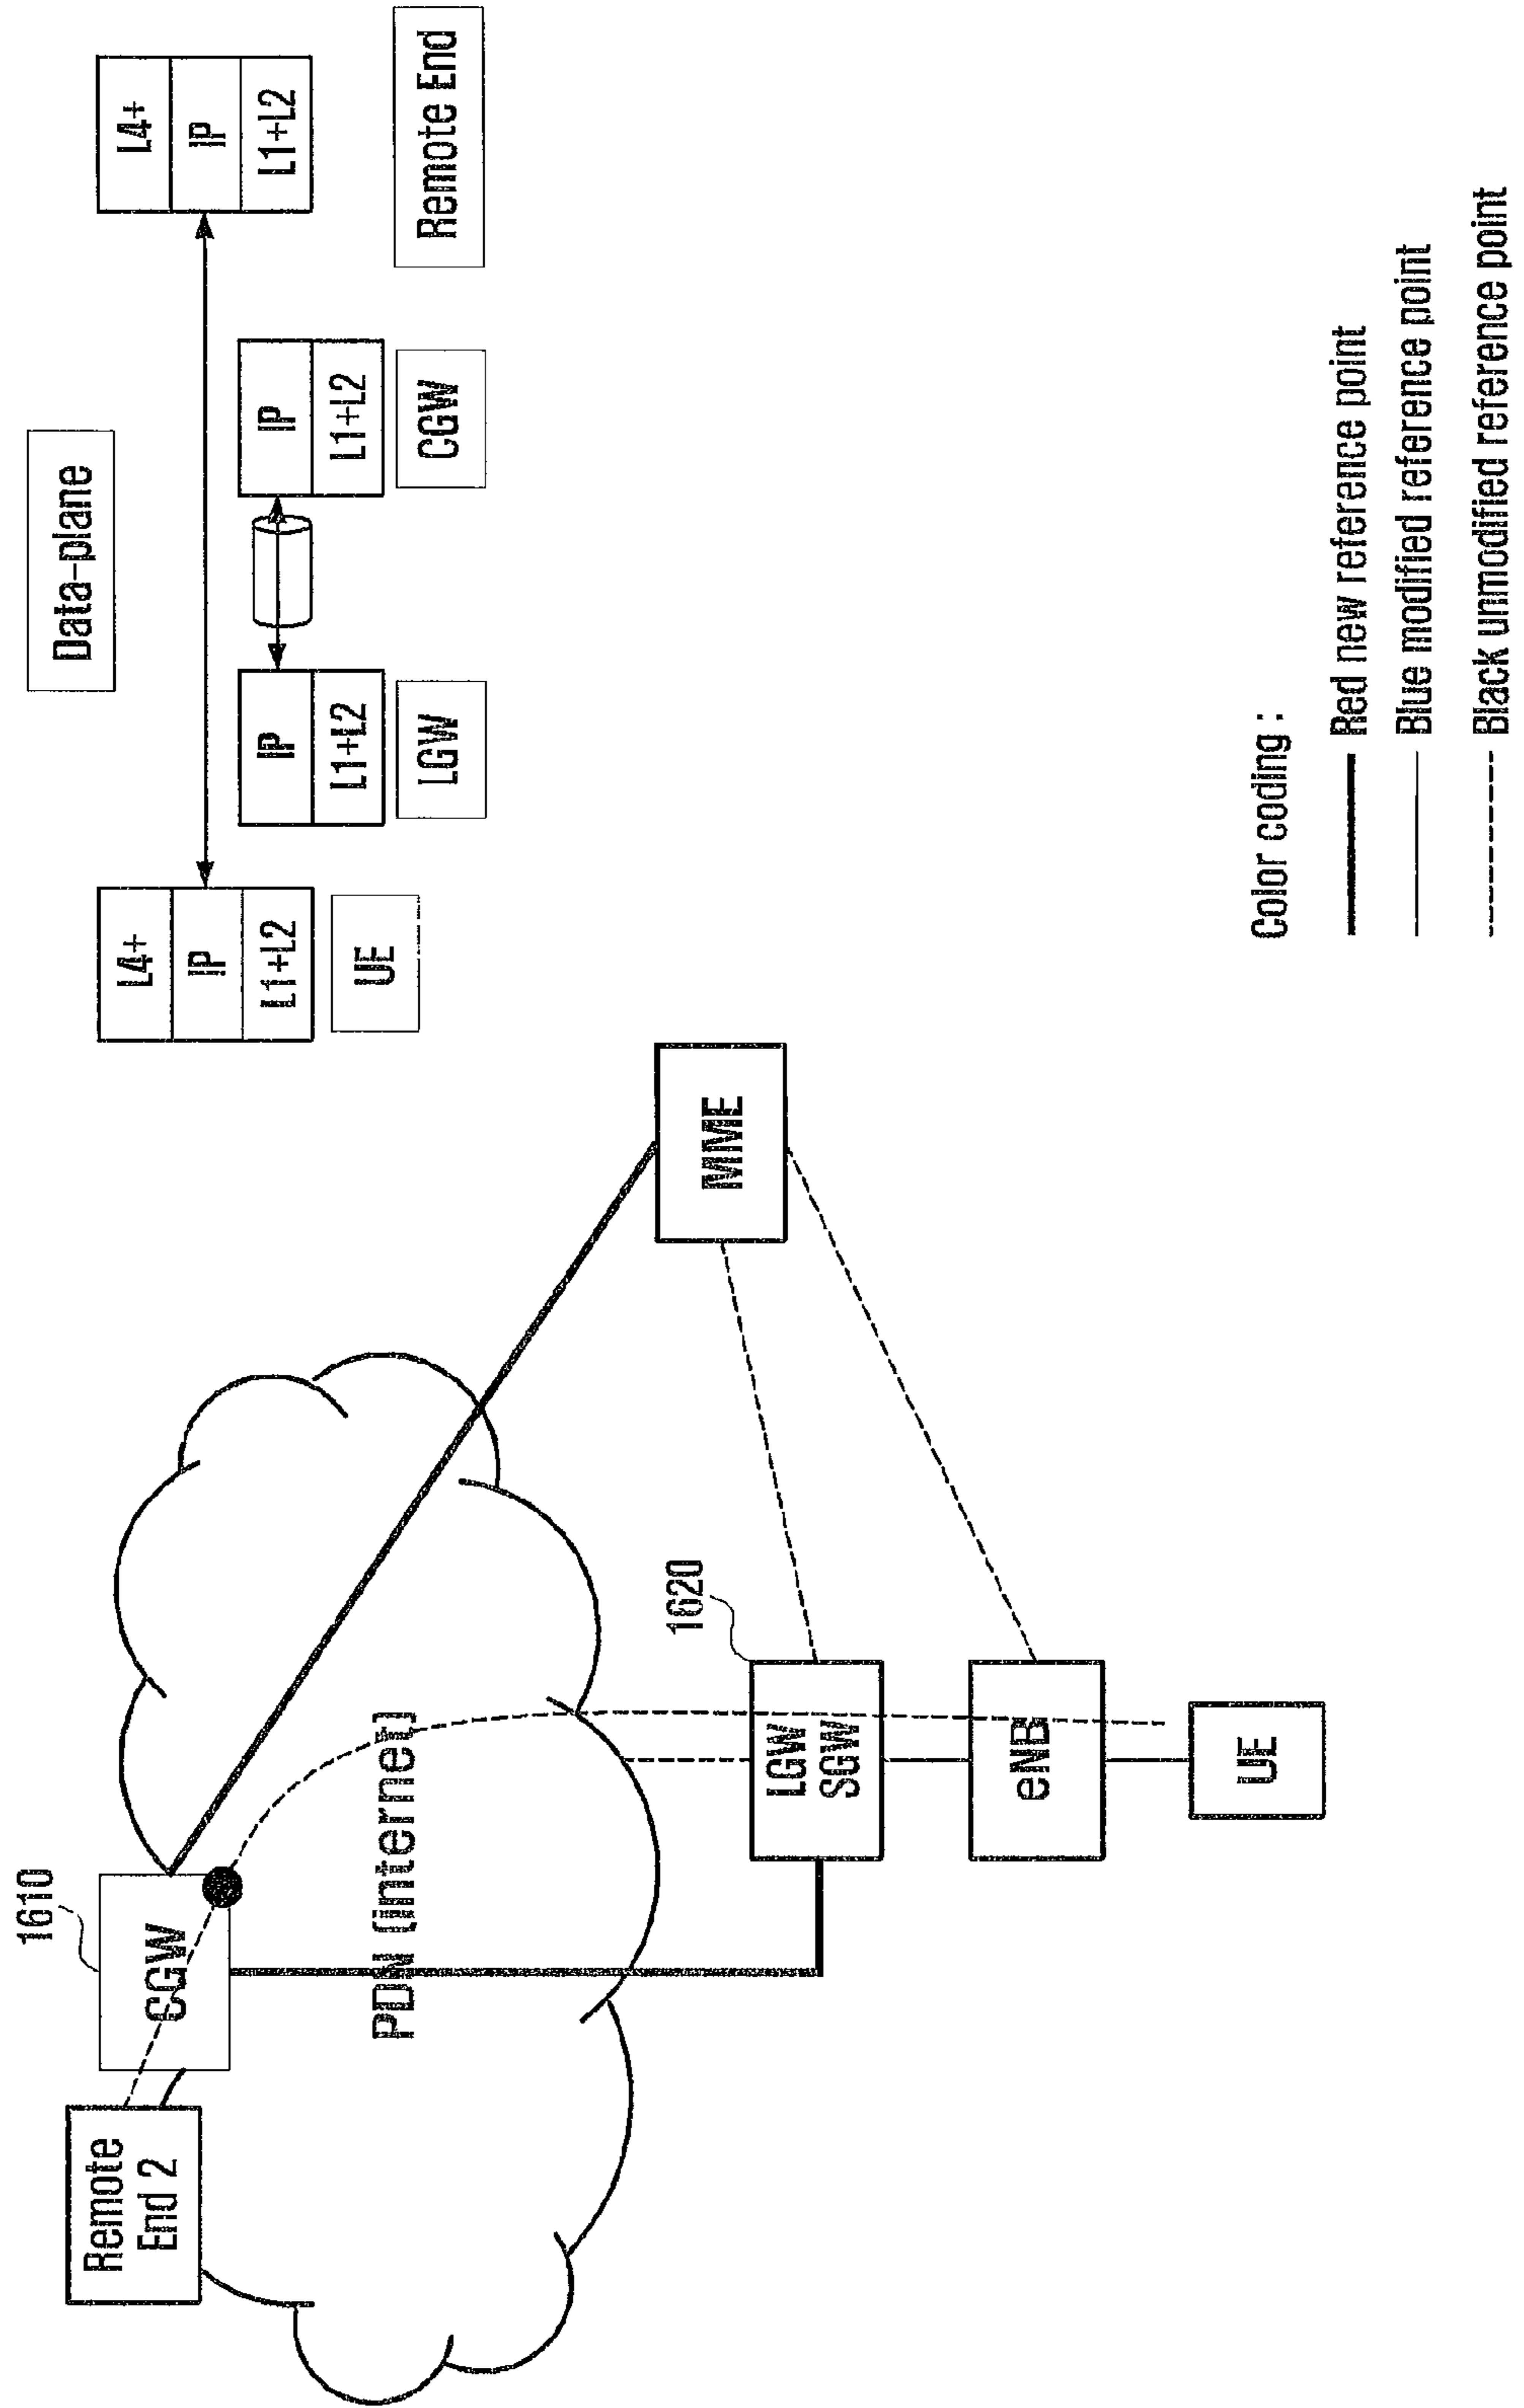 1610
Remote
End 2
CGW
PDN (internet)
1620
LGW
SGW
eNB
UE
MME
Data-plane
L4+
IP
L1+L2
UE
IP
L1+L2
LGW
IP
L1+L2
CGW
L4+
IP
L1+L2
Remote End
Color coding :
Red new reference point
Blue modified reference point
Black unmodified reference point